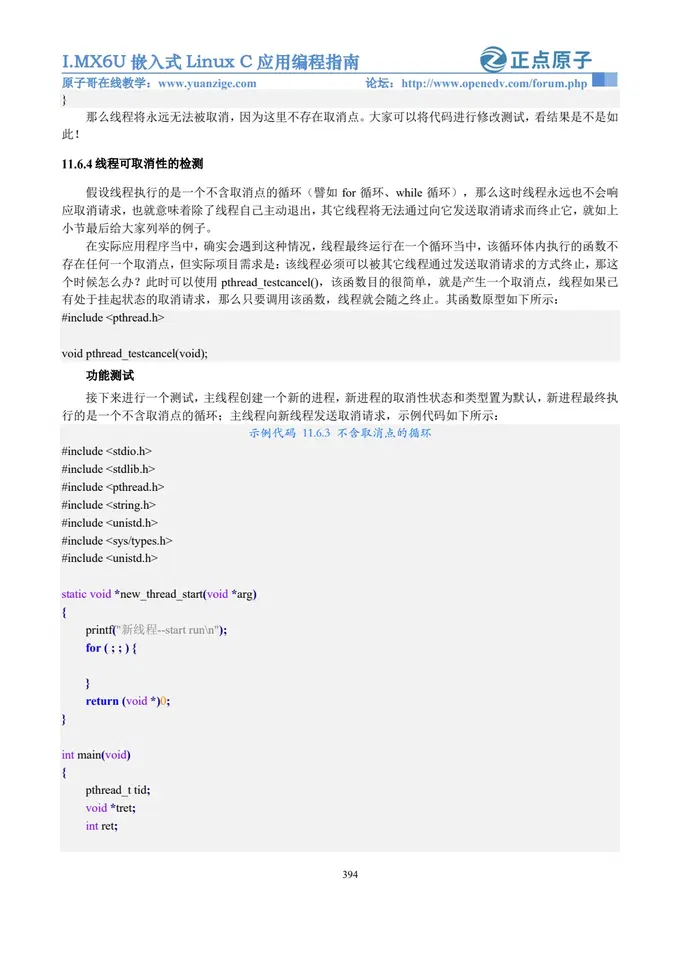 I.MX6U 嵌入式 Linux C 应用编程指南
正点原子
原子哥在线教学：www.yuanzige.com
论坛：http://www.openedv.com/forum.php
}
那么线程将永远无法被取消，因为这里不存在取消点。大家可以将代码进行修改测试，看结果是不是如
此！
11.6.4 线程可取消性的检测
假设线程执行的是一个不含取消点的循环（譬如 for 循环、while 循环），那么这时线程永远也不会响
应取消请求，也就意味着除了线程自己主动退出，其它线程将无法通过向它发送取消请求而终止它，就如上
小节最后给大家列举的例子。
在实际应用程序当中，确实会遇到这种情况，线程最终运行在一个循环当中，该循环体内执行的函数不
存在任何一个取消点，但实际项目需求是：该线程必须可以被其它线程通过发送取消请求的方式终止，那这
个时候怎么办？此时可以使用 pthread_testcancel()，该函数目的很简单，就是产生一个取消点，线程如果已
有处于挂起状态的取消请求，那么只要调用该函数，线程就会随之终止。其函数原型如下所示：
#include <pthread.h>
void pthread_testcancel(void);
功能测试
接下来进行一个测试，主线程创建一个新的进程，新进程的取消性状态和类型置为默认，新进程最终执
行的是一个不含取消点的循环；主线程向新线程发送取消请求，示例代码如下所示：
示例代码 11.6.3 不含取消点的循环
#include <stdio.h>
#include <stdlib.h>
#include <pthread.h>
#include <string.h>
#include <unistd.h>
#include <sys/types.h>
#include <unistd.h>
static void *new_thread_start(void *arg)
{
printf("新线程--start run\n");
for ( ; ; ) {
}
return (void *)0;
}
int main(void)
{
pthread_t tid;
void *tret;
int ret;
394